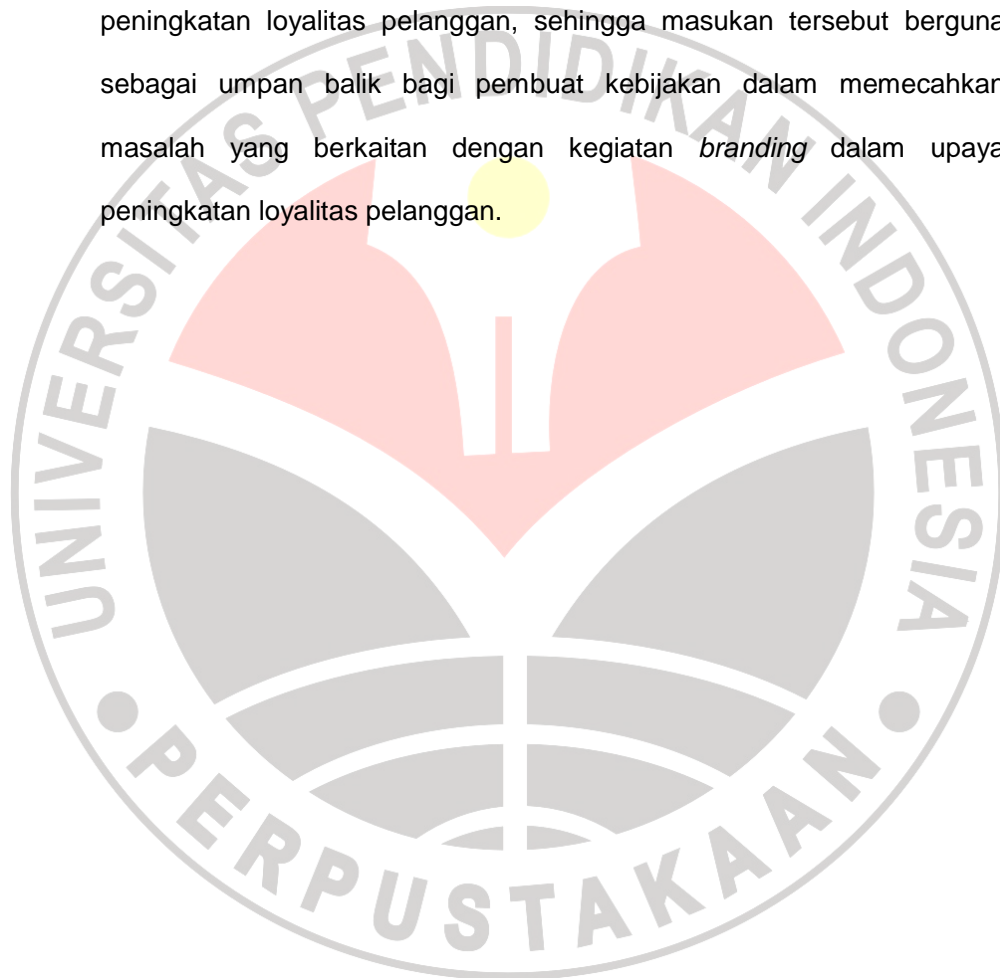 peningkatan loyalitas pelanggan, sehingga masukan tersebut berguna
sebagai umpan balik bagi pembuat kebijakan dalam memecahkan
masalah yang berkaitan dengan kegiatan branding dalam upaya
peningkatan loyalitas pelanggan.
UNIVERSITAS PENDIDIKAN INDONESIA
PERPUSTAKAAN